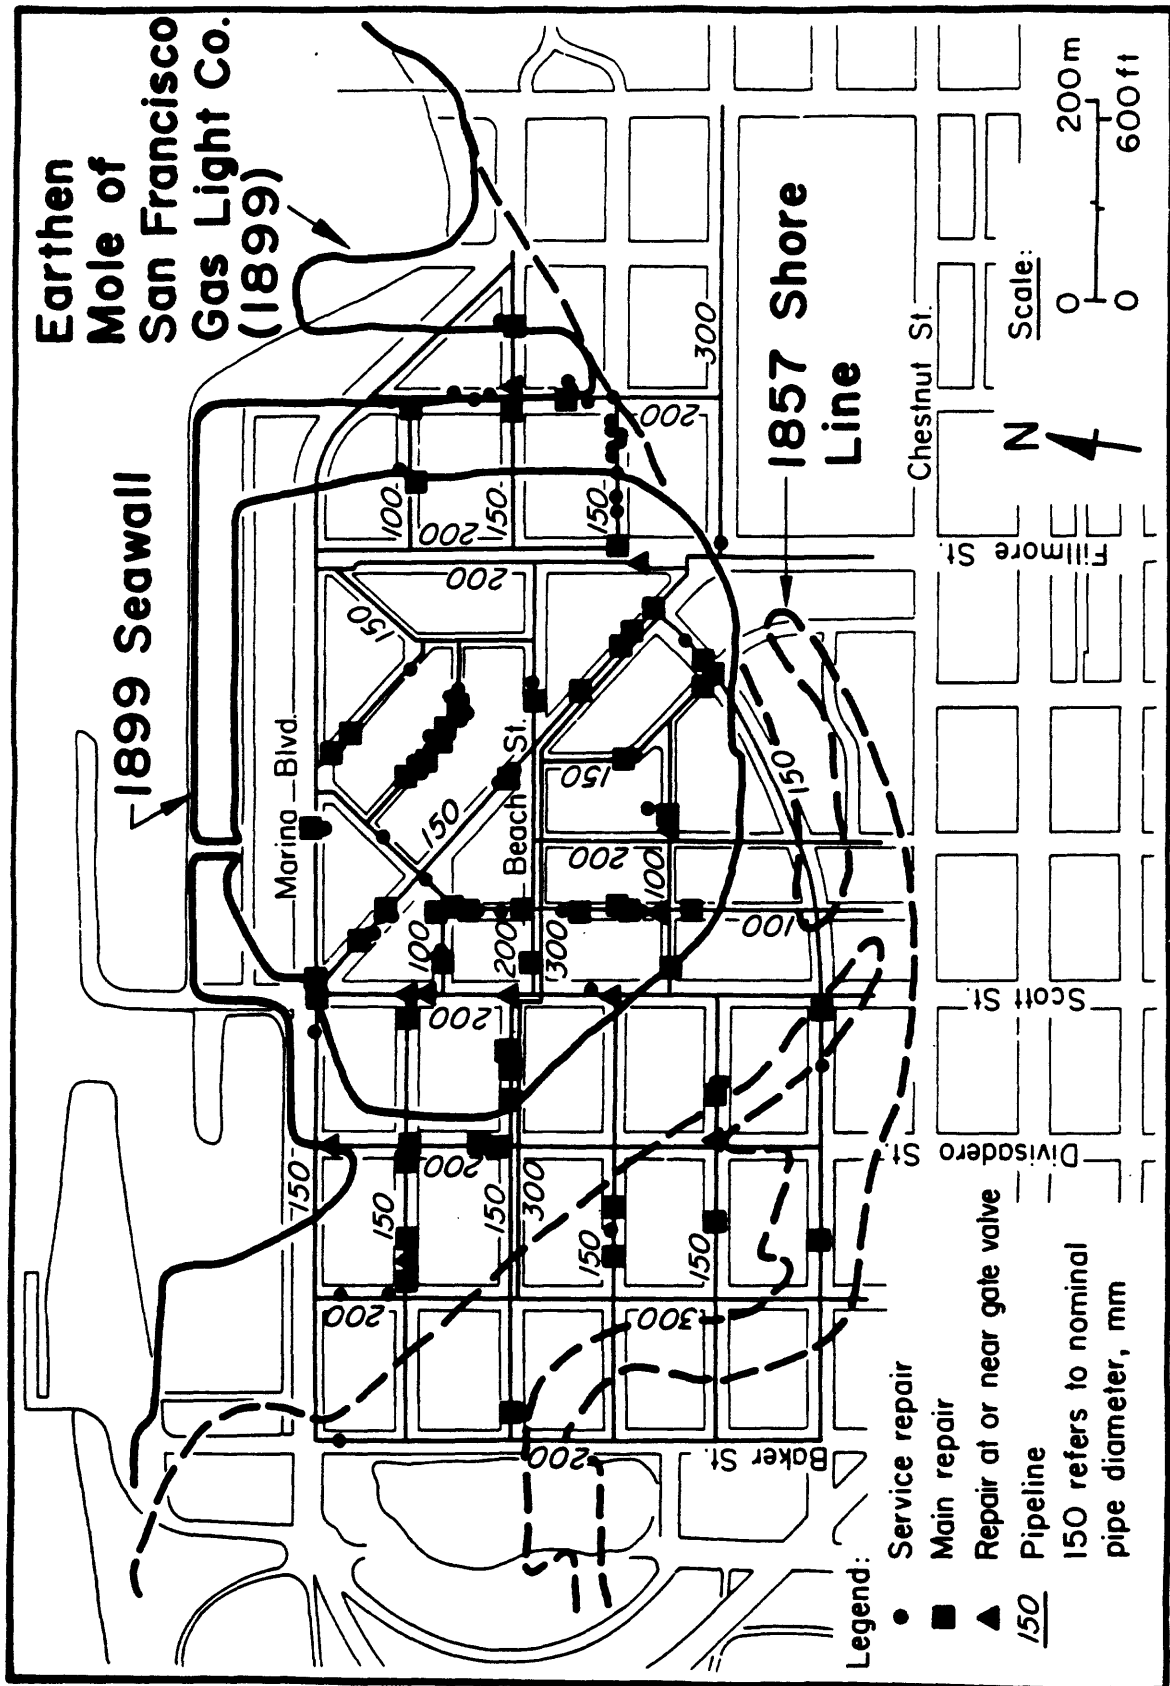 Earthen
Mole of
San Francisco
Gas Light Co.
(1899)
1899 Seawall
Marina Blvd.
Beach St.
1857 Shore
Line
Chestnut St.
Fillmore St.
Scott St.
Divisadero St.
Baker St.
N
150
200
150
200
150
300
150
200
300
150
200
100
200
300
100
100
200
150
150
150
150
200
100
200
150
150
200
300
Scale:
0 200m
0 600ft
Legend:
Service repair
Main repair
Repair at or near gate valve
150 Pipeline
150 refers to nominal
pipe diameter, mm